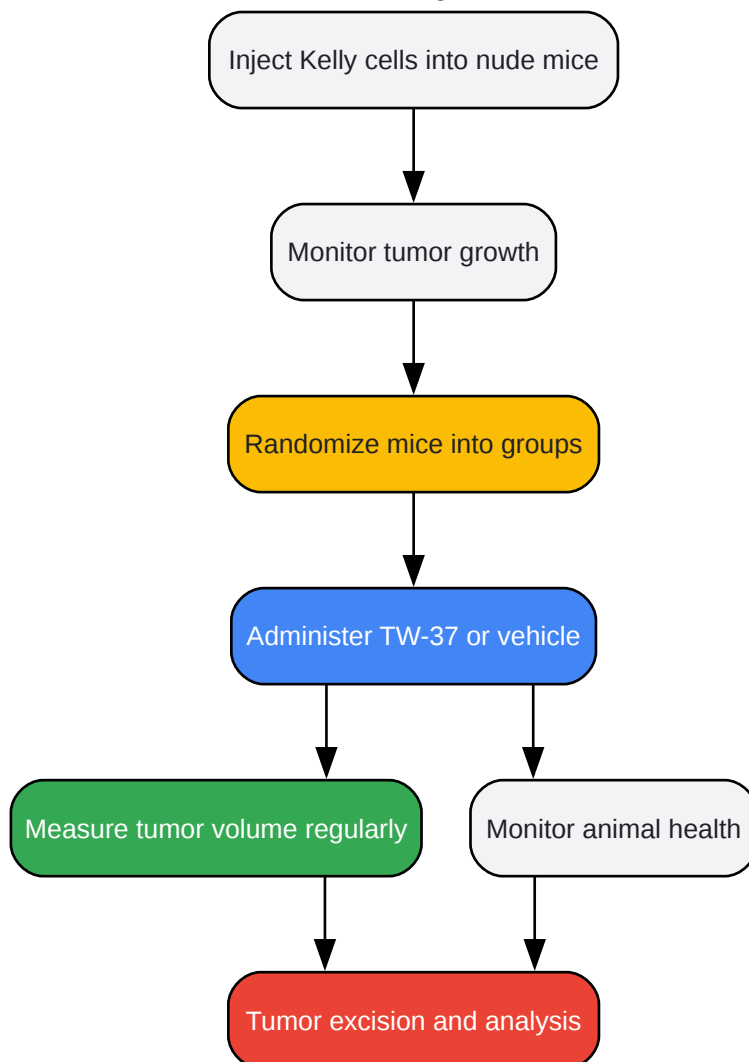 Inject Kelly cells into nude mice
Monitor tumor growth
Randomize mice into groups
Administer TW-37 or vehicle
Measure tumor volume regularly
Monitor animal health
Tumor excision and analysis